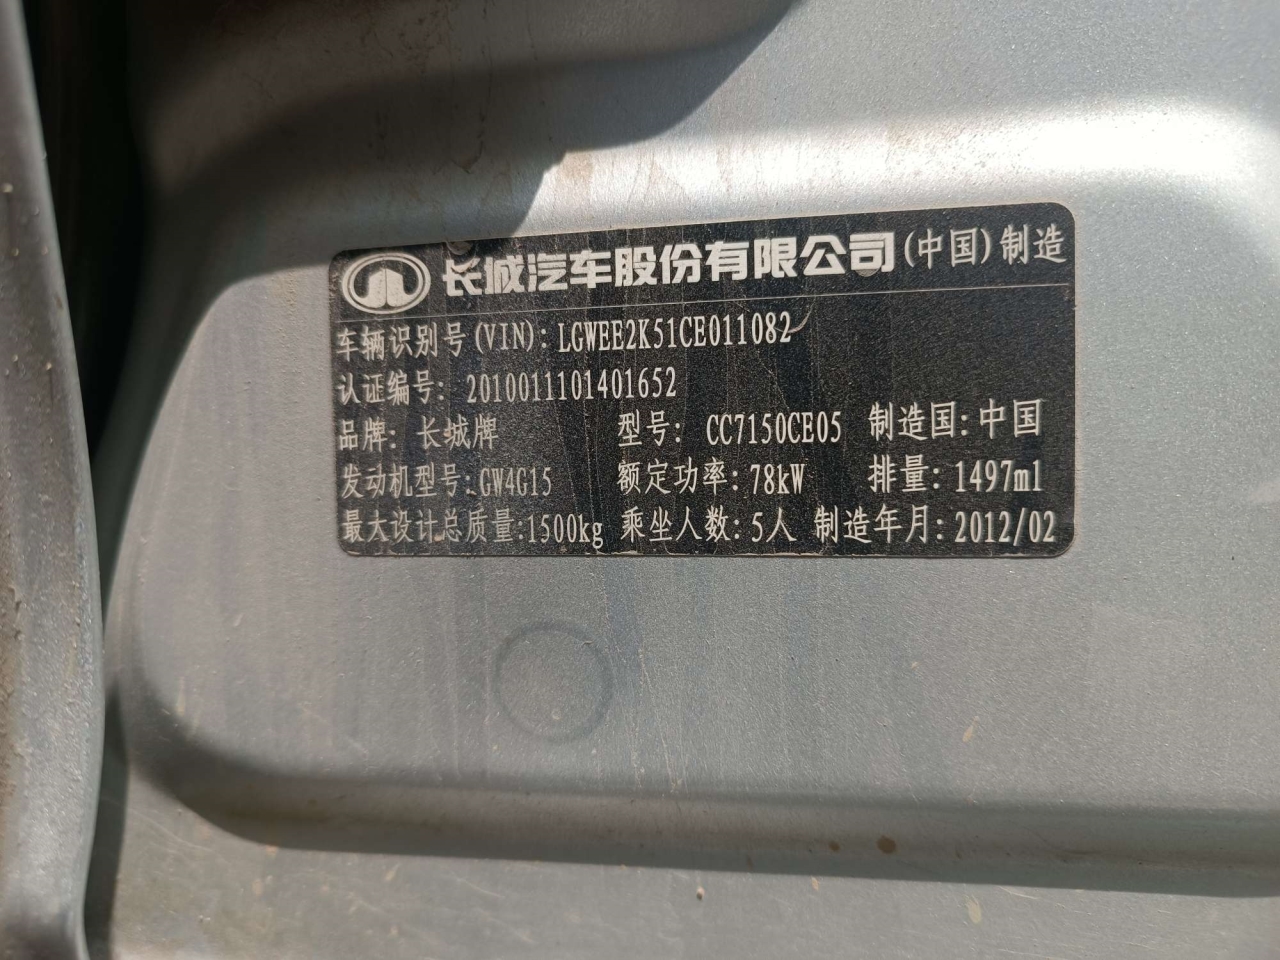 长城汽车股份有限公司(中国)制造
车辆识别号(VIN): LGWEE2K51CE011082
认证编号: 2010011101401652
品牌: 长城牌 型号: CC7150CE05 制造国: 中国
发动机型号: GW4G15 额定功率: 78kW 排量: 1497ml
最大设计总质量: 1500kg 乘坐人数: 5人 制造年月: 2012/02